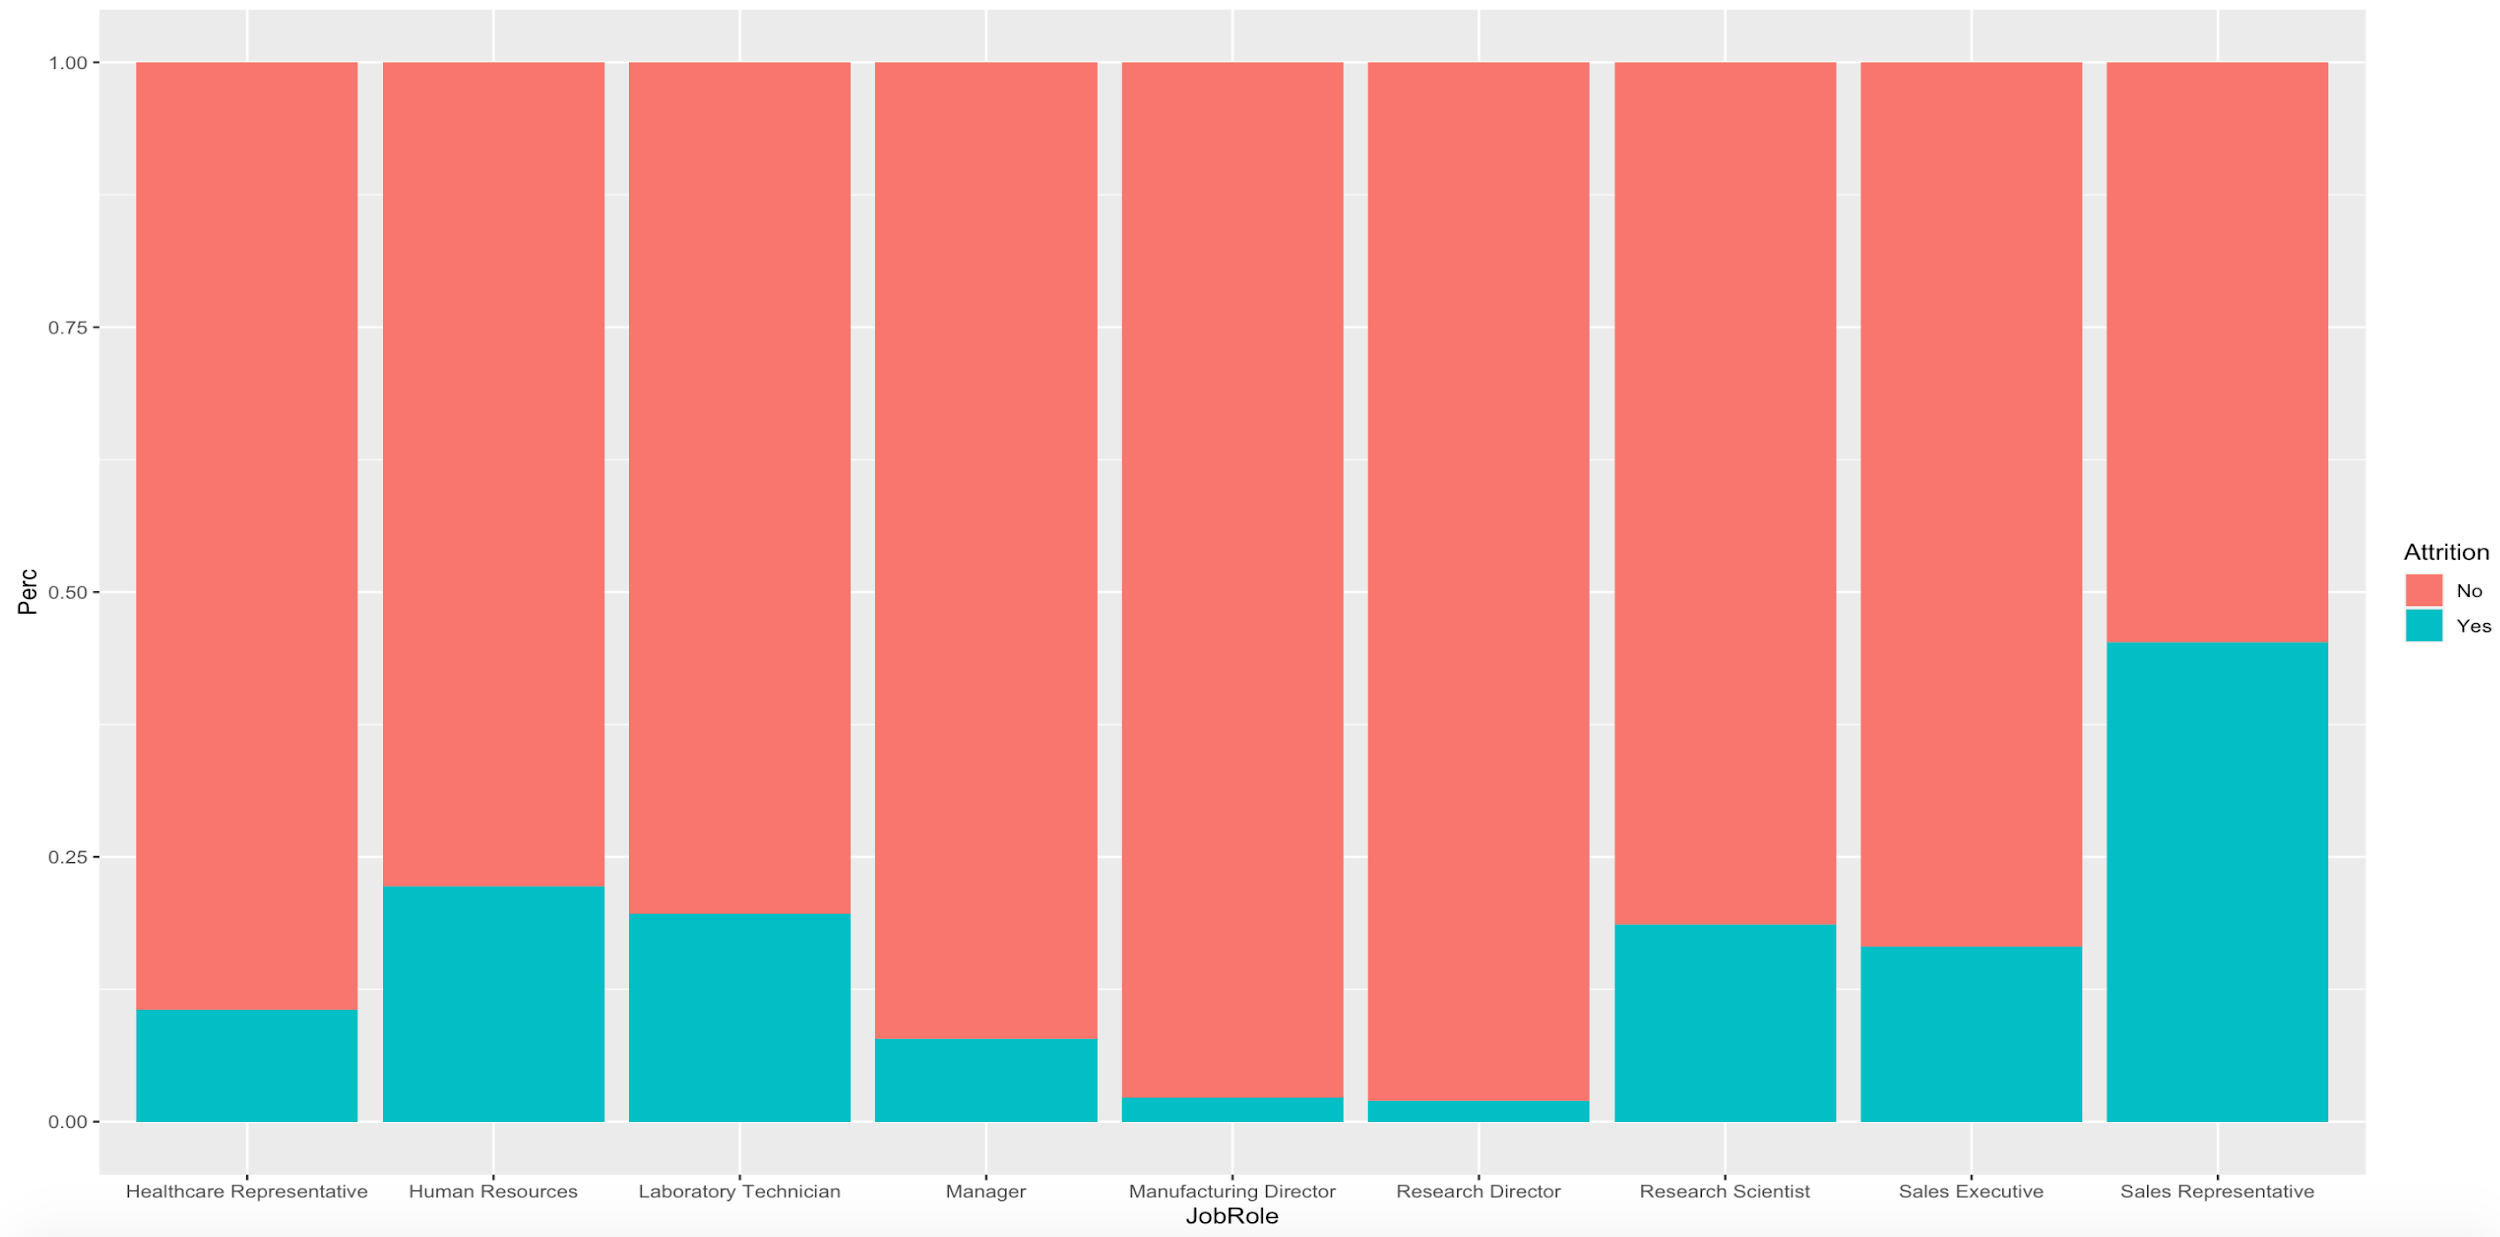 1.00
0.75
0.50
0.25
0.00
Perc
Healthcare Representative
Human Resources
Laboratory Technician
Manager
Manufacturing Director
Research Director
Research Scientist
Sales Executive
Sales Representative
JobRole
Attrition
No
Yes